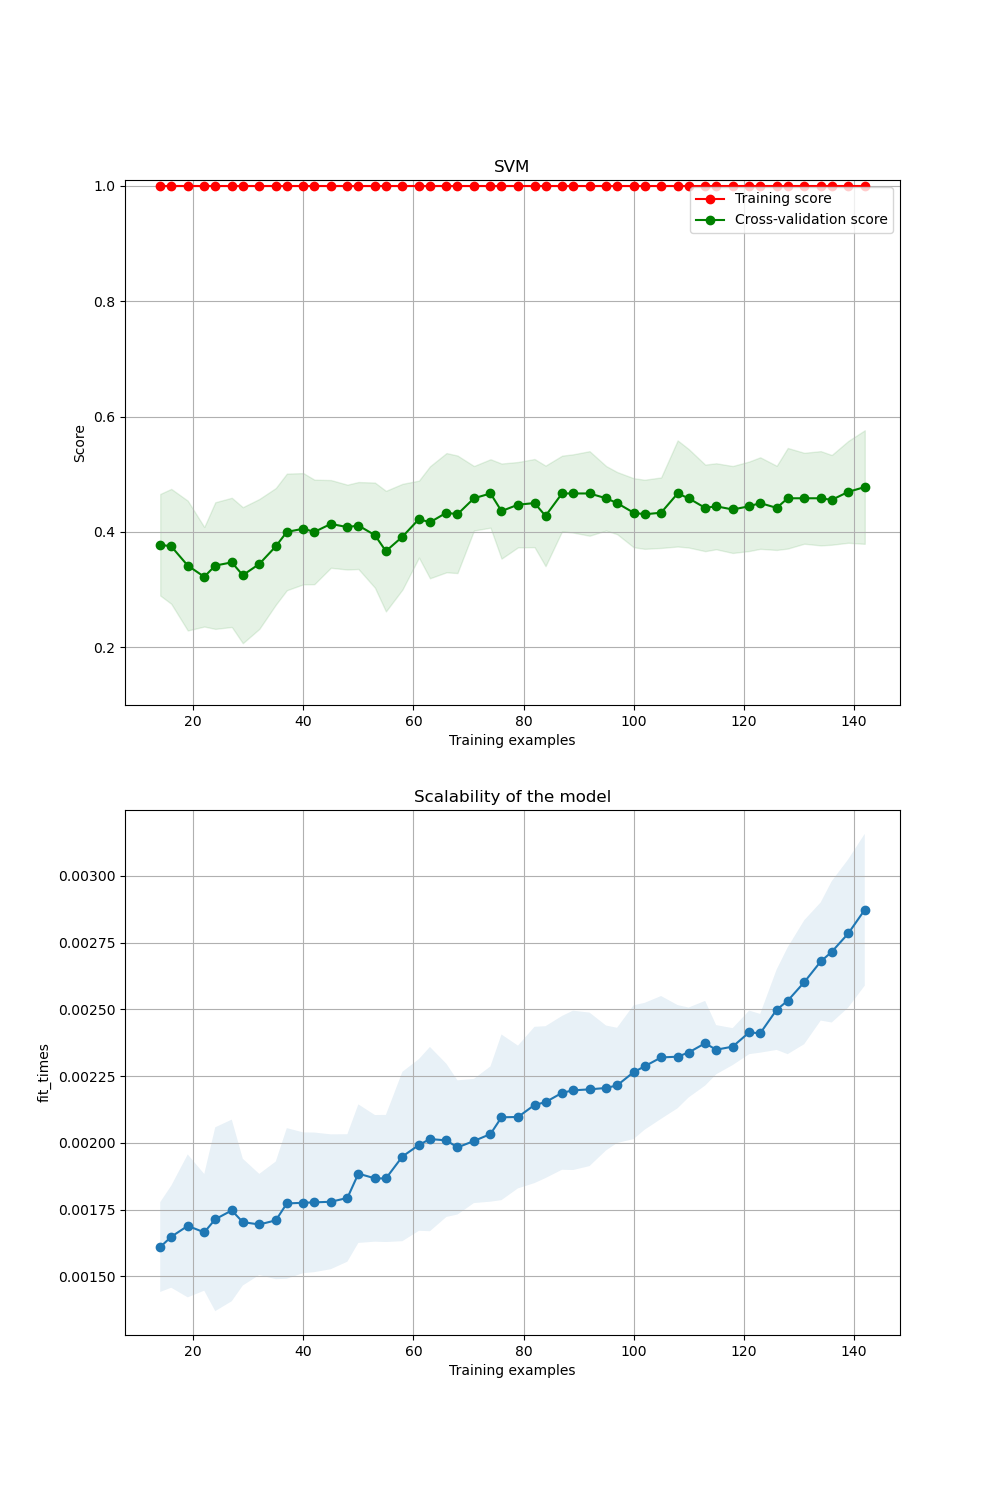 SVM
1.0
0.8
0.6
0.4
0.2
Score
Training score
Cross-validation score
20 40 60 80 100 120 140
Training examples
Scalability of the model
0.00300
0.00275
0.00250
0.00225
0.00200
0.00175
0.00150
fit_times
20 40 60 80 100 120 140
Training examples